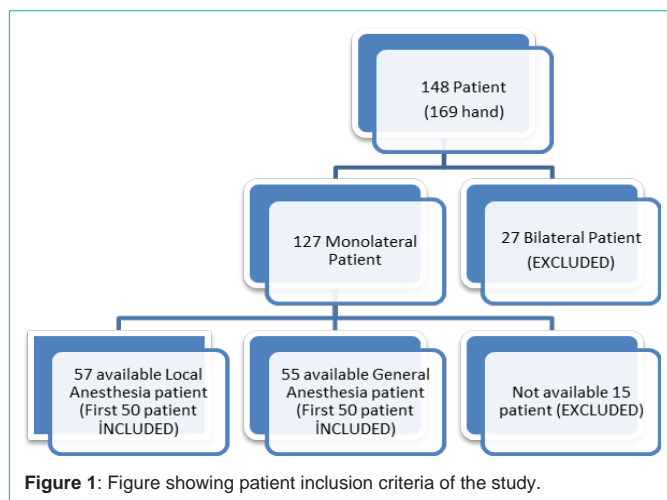 148 Patient
(169 hand)
127 Monolateral
Patient
27 Bilateral Patient
(EXCLUDED)
57 available Local
Anesthesia patient
(First 50 patient
İNCLUDED)
55 available General
Anesthesia patient
(First 50 patient
İNCLUDED)
Not available 15
patient (EXCLUDED)
Figure 1: Figure showing patient inclusion criteria of the study.